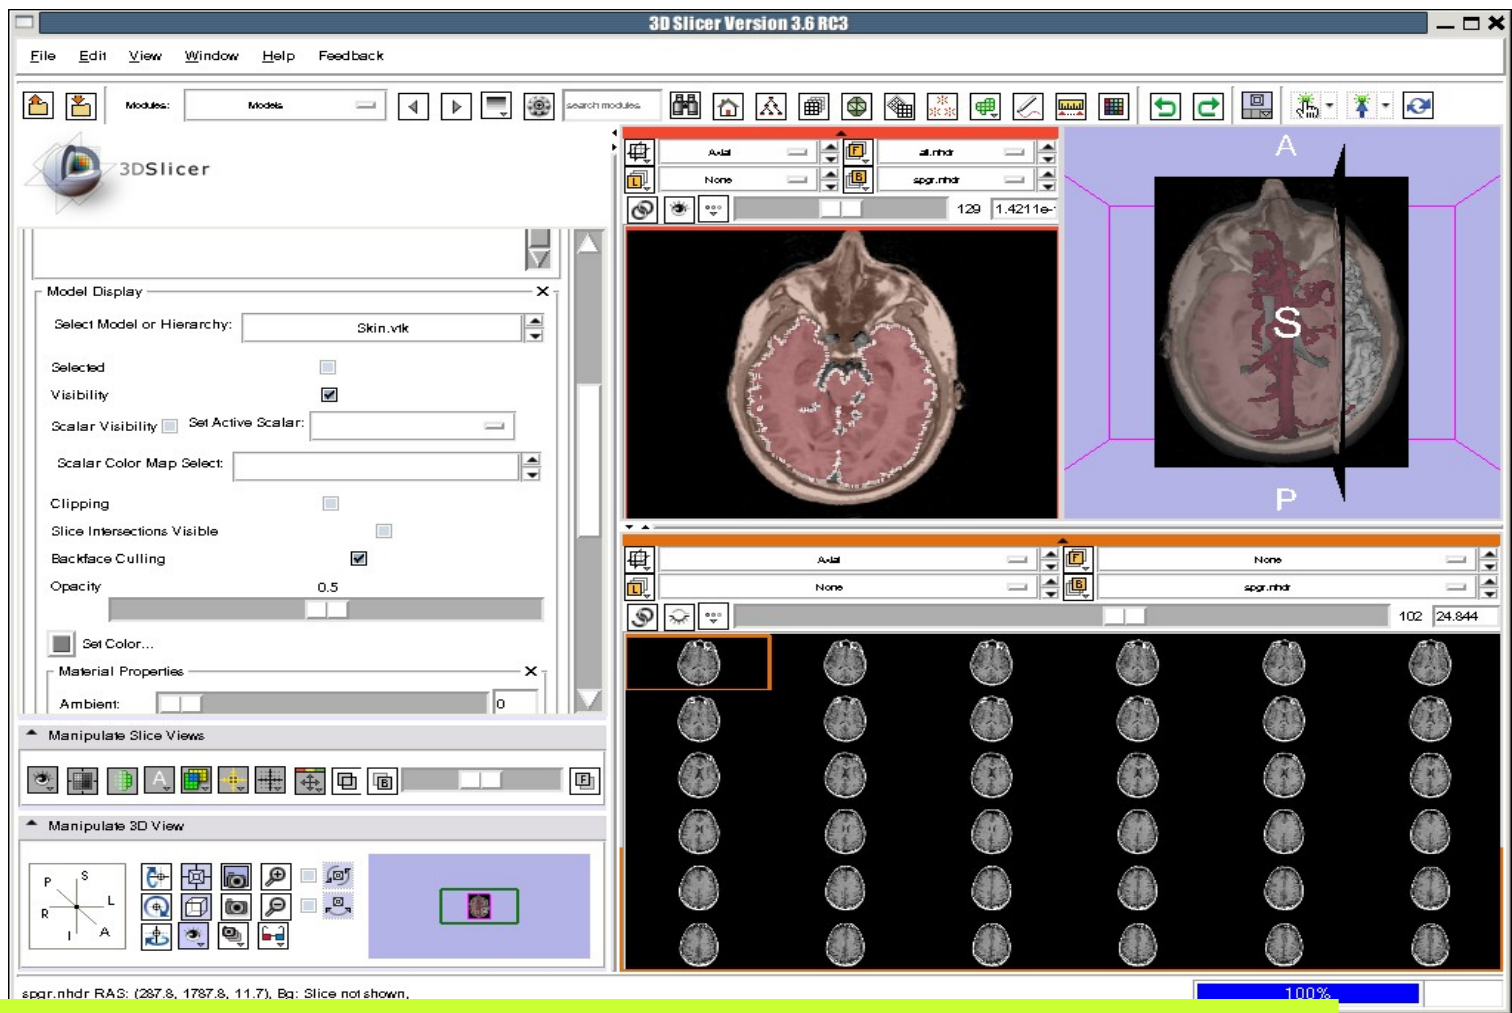 3D Slicer Version 3.6 RC3
File Edit View Window Help Feedback
Modules: Models search modules
3DSlicer
Axial all.nhdr
None spgr.nhdr
129 1.4211e-
A
S
P
Model Display
Select Model or Hierarchy: Skin.vtk
Selected
Visibility
Scalar Visibility Set Active Scalar:
Scalar Color Map Select:
Clipping
Slice Intersections Visible
Backface Culling
Opacity 0.5
Set Color...
Material Properties
Ambient: 0
Axial None
None spgr.nhdr
102 24.844
Manipulate Slice Views
A B F
Manipulate 3D View
P S
L
R
I A
spgr.nhdr RAS: (287.8, 1787.8, 11.7), Bg: Slice not shown,
100%